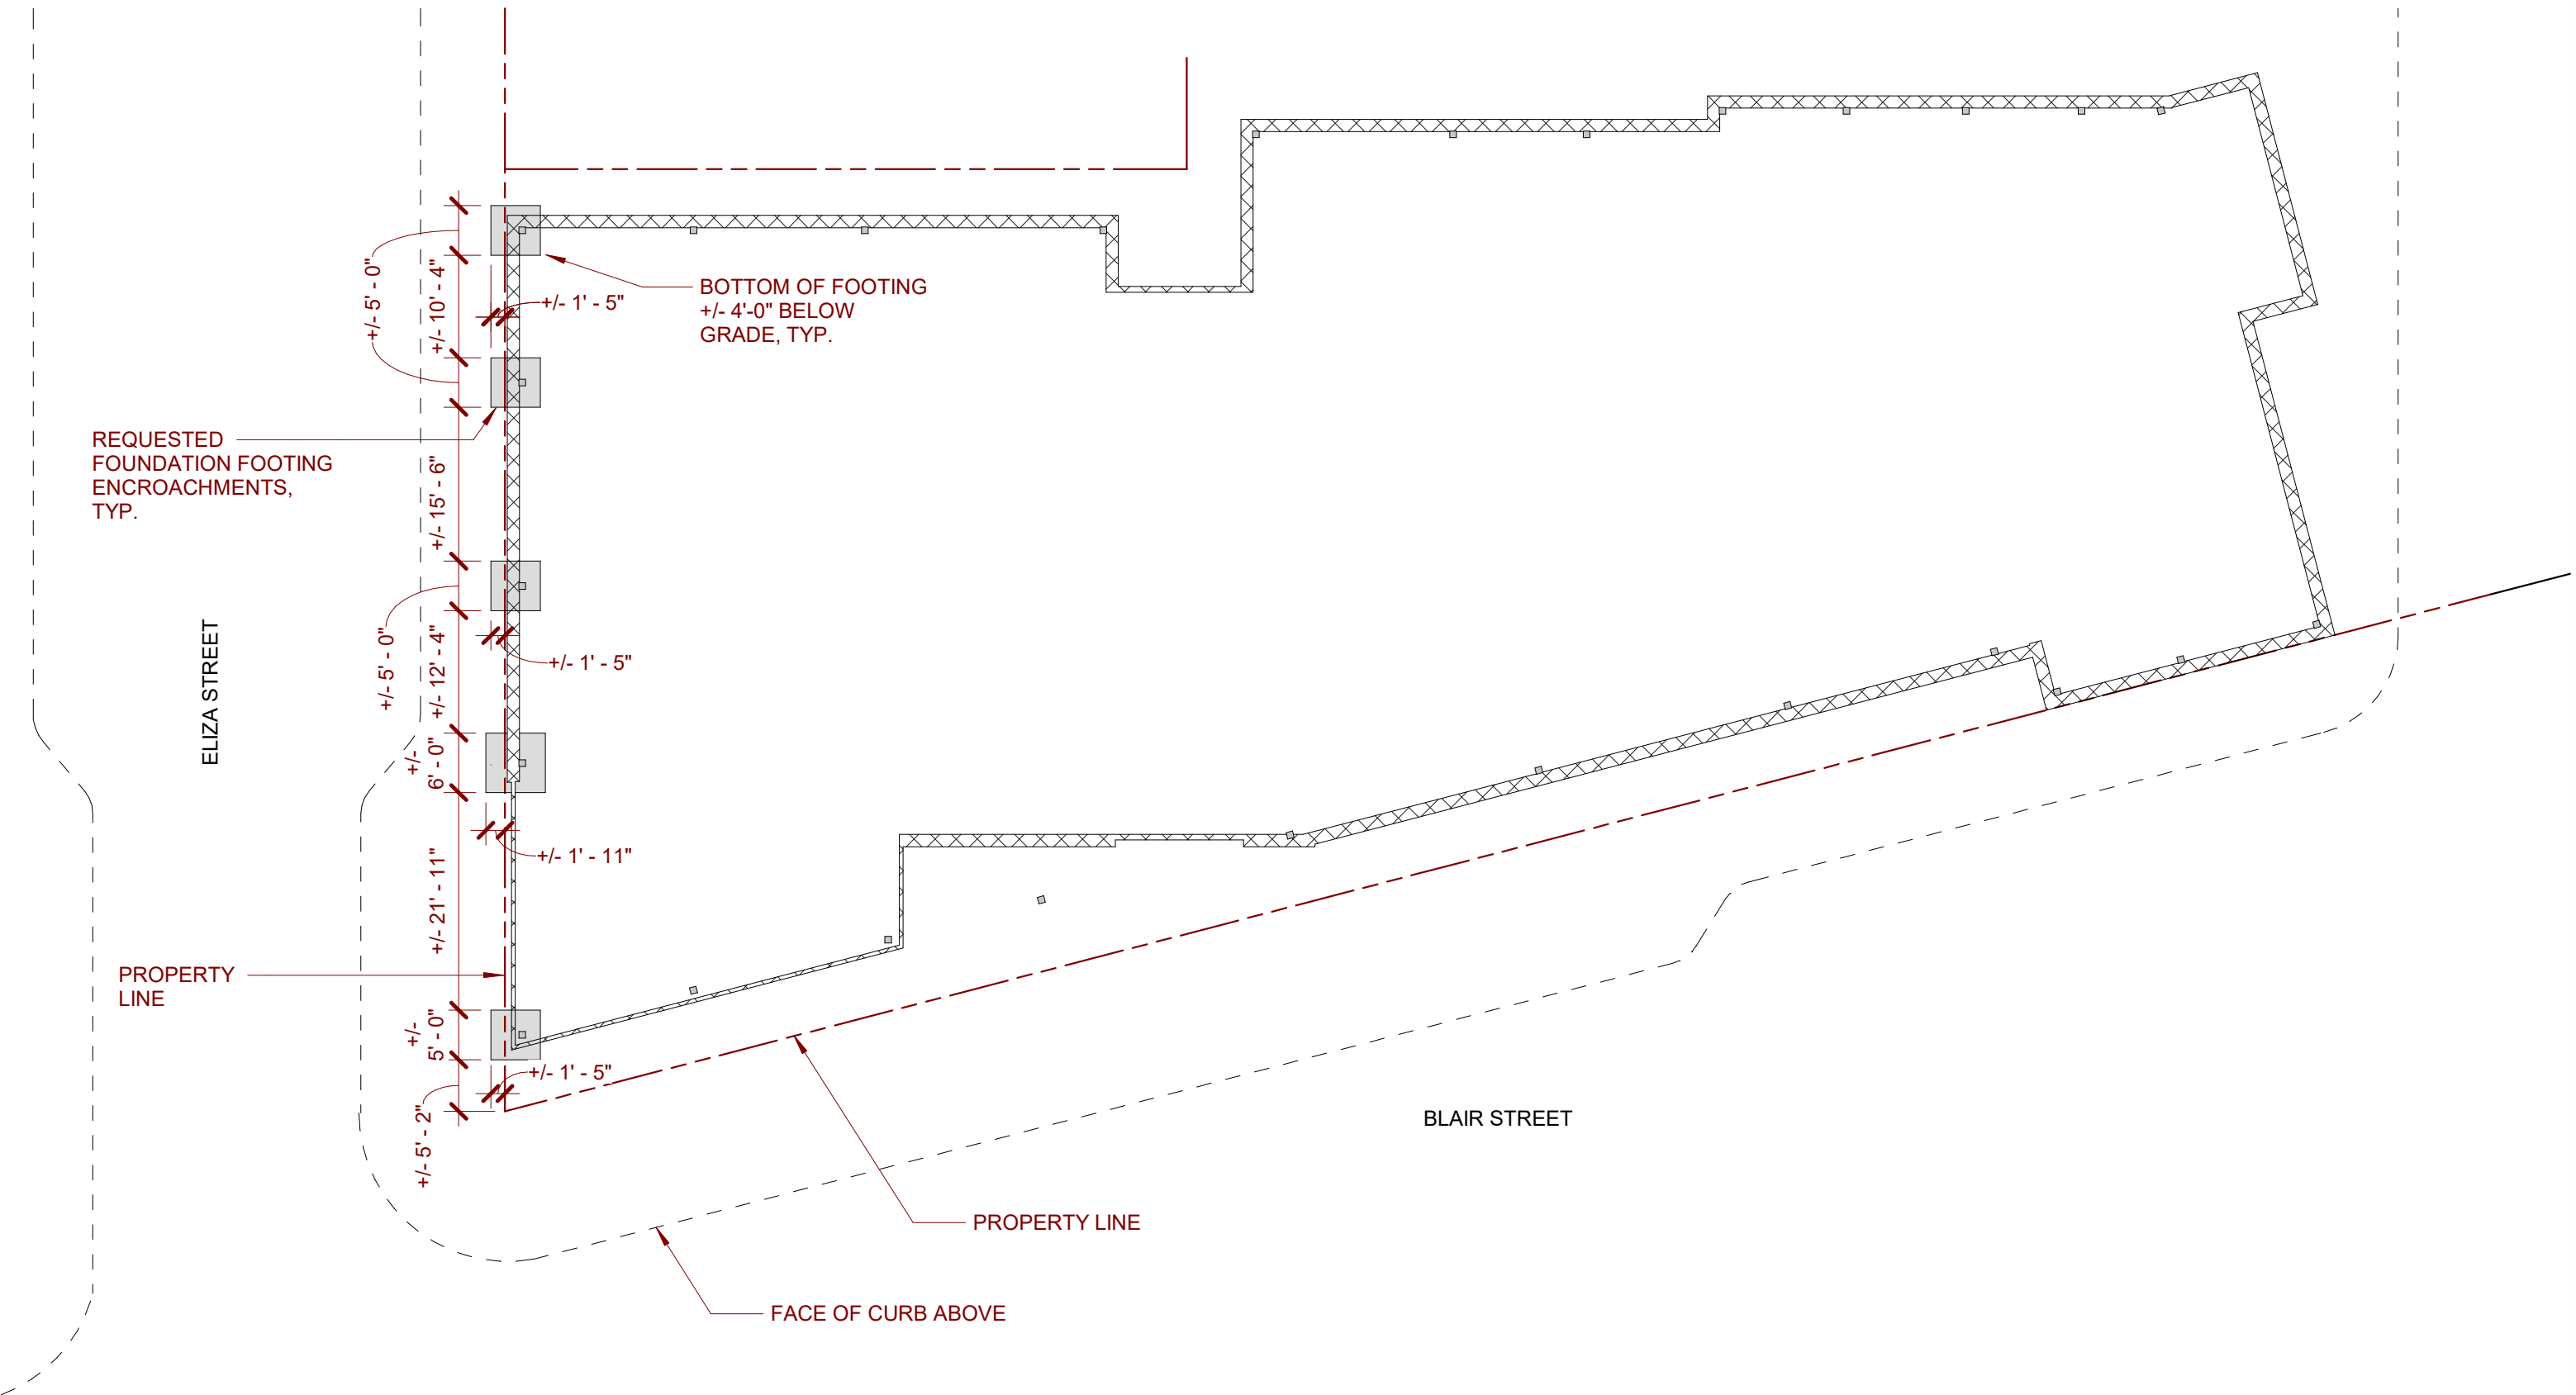 +/- 5' - 0"
+/- 10' - 4"
+/- 1' - 5"
BOTTOM OF FOOTING
+/- 4'-0" BELOW
GRADE, TYP.
REQUESTED
FOUNDATION FOOTING
ENCROACHMENTS,
TYP.
+/- 15' - 6"
ELIZA STREET
+/- 5' - 0"
+/- 12' - 4"
+/- 1' - 5"
+/-
6' - 0"
+/- 1' - 11"
+/- 21' - 11"
PROPERTY
LINE
+/-
5' - 0"
+/- 1' - 5"
+/- 5' - 2"
BLAIR STREET
PROPERTY LINE
FACE OF CURB ABOVE